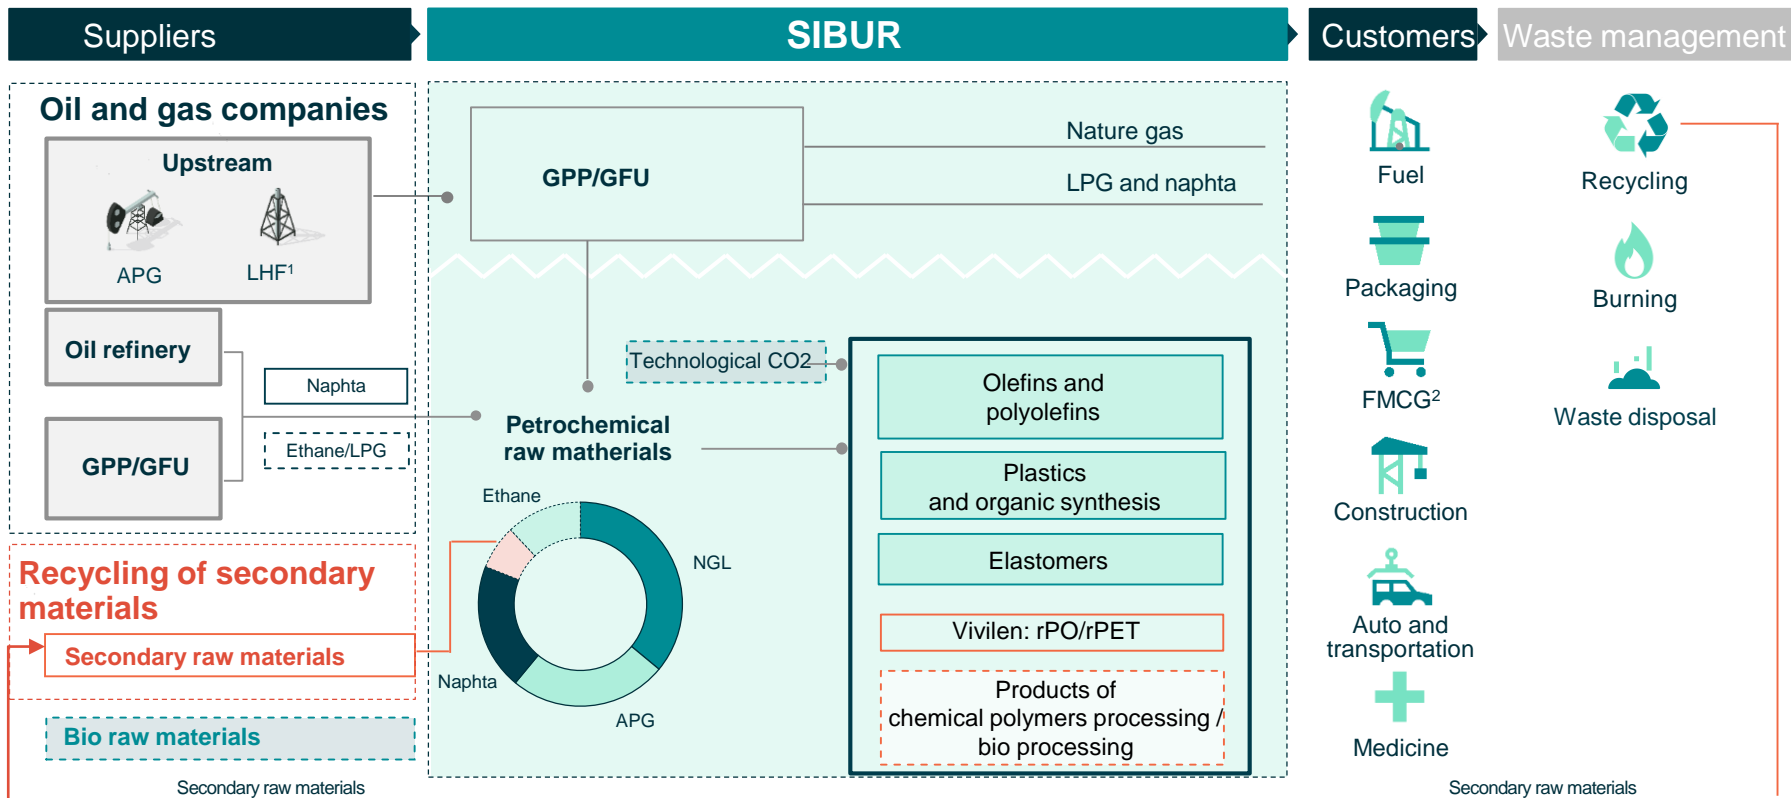 Suppliers
SIBUR
Customers
Waste management
Oil and gas companies
Upstream
APG
LHF¹
Oil refinery
GPP/GFU
Naphta
Ethane/LPG
Recycling of secondary
materials
Secondary raw materials
Bio raw materials
Secondary raw materials
GPP/GFU
Nature gas
LPG and naphta
Technological CO2
Petrochemical
raw matherials
Ethane
NGL
Naphta
APG
Olefins and
polyolefins
Plastics
and organic synthesis
Elastomers
Vivilen: rPO/rPET
Products of
chemical polymers processing /
bio processing
Fuel
Packaging
FMCG²
Construction
Auto and
transportation
Medicine
Recycling
Burning
Waste disposal
Secondary raw materials